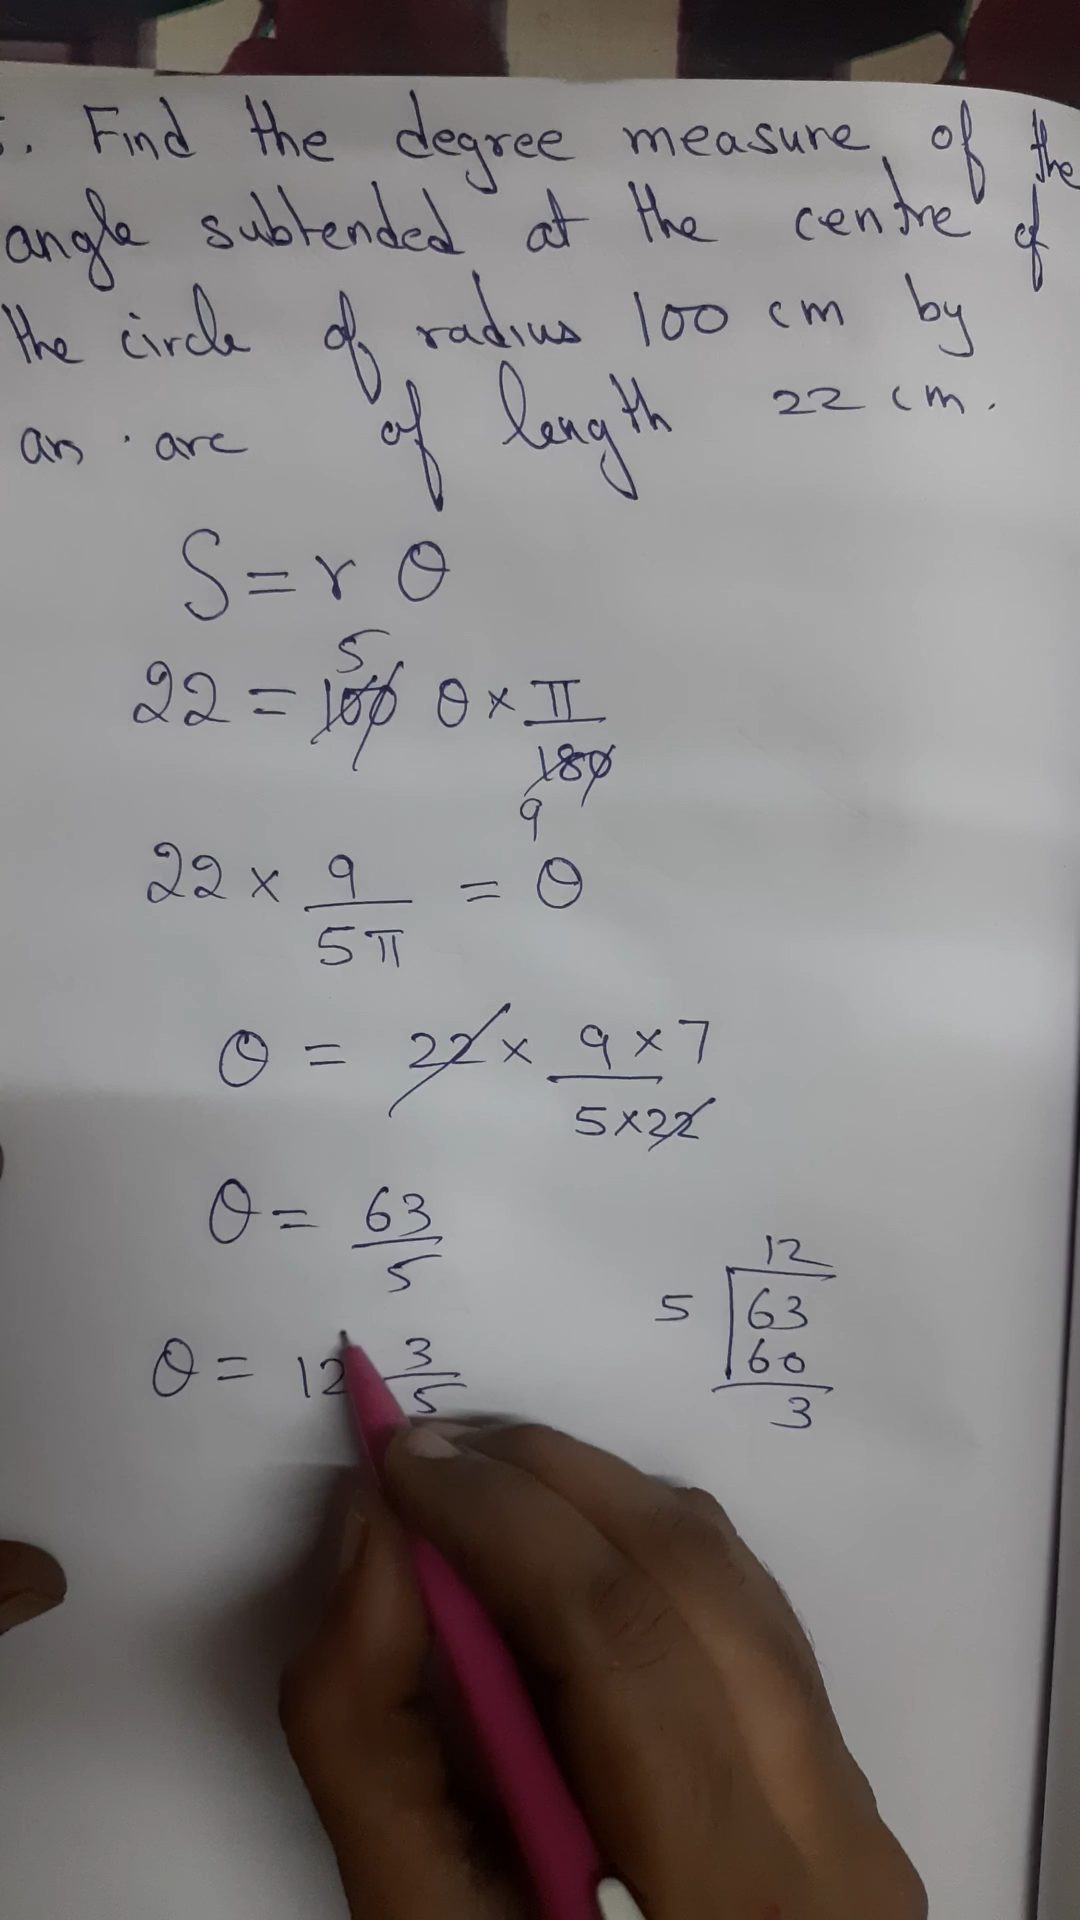 . Find the degree measure of the
angle subtended at the centre of
the circle of radius 100 cm by
an arc of length 22 cm.
S = r θ
5
22 = 100 θ × π/180
9
22 × 9/5π = θ
θ = 22 × 9×7/5×22
θ = 63/5
12
5 63
60
3
θ = 12 3/5